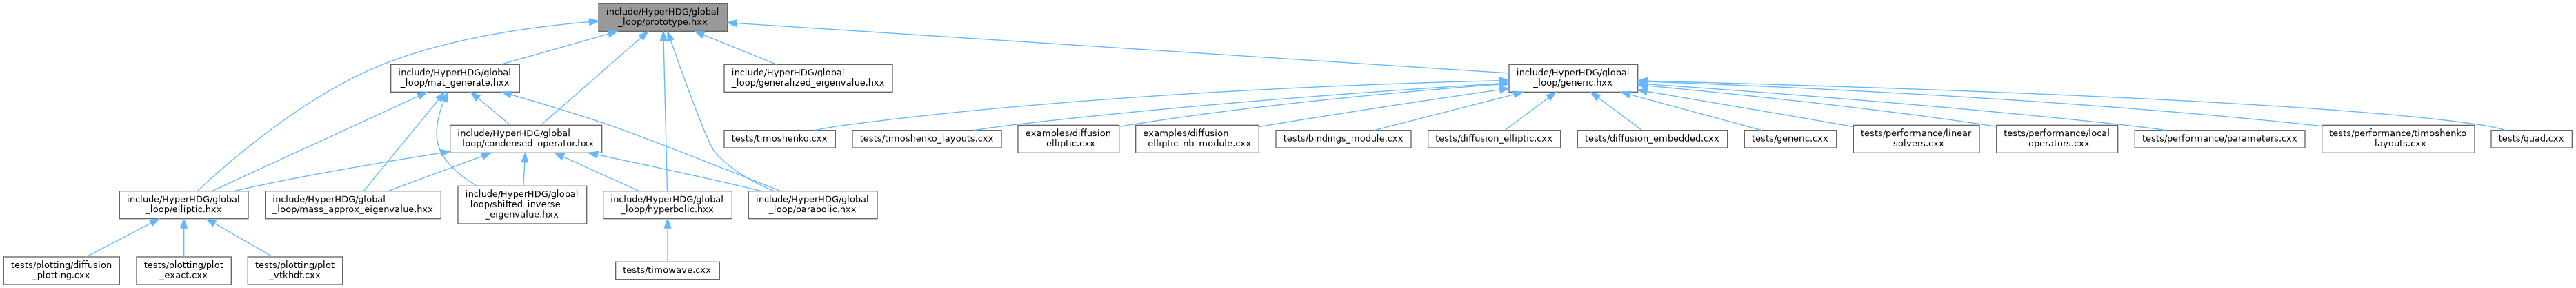 include/HyperHDG/global
_loop/prototype.hxx
include/HyperHDG/global
_loop/mat_generate.hxx
include/HyperHDG/global
_loop/generalized_eigenvalue.hxx
include/HyperHDG/global
_loop/generic.hxx
include/HyperHDG/global
_loop/condensed_operator.hxx
tests/timoshenko.cxx
tests/timoshenko_layouts.cxx
examples/diffusion
_elliptic.cxx
examples/diffusion
_elliptic_nb_module.cxx
tests/bindings_module.cxx
tests/diffusion_elliptic.cxx
tests/diffusion_embedded.cxx
tests/generic.cxx
tests/performance/linear
_solvers.cxx
tests/performance/local
_operators.cxx
tests/performance/parameters.cxx
tests/performance/timoshenko
_layouts.cxx
tests/quad.cxx
include/HyperHDG/global
_loop/elliptic.hxx
include/HyperHDG/global
_loop/mass_approx_eigenvalue.hxx
include/HyperHDG/global
_loop/shifted_inverse
_eigenvalue.hxx
include/HyperHDG/global
_loop/hyperbolic.hxx
include/HyperHDG/global
_loop/parabolic.hxx
tests/plotting/diffusion
_plotting.cxx
tests/plotting/plot
_exact.cxx
tests/plotting/plot
_vtkhdf.cxx
tests/timowave.cxx